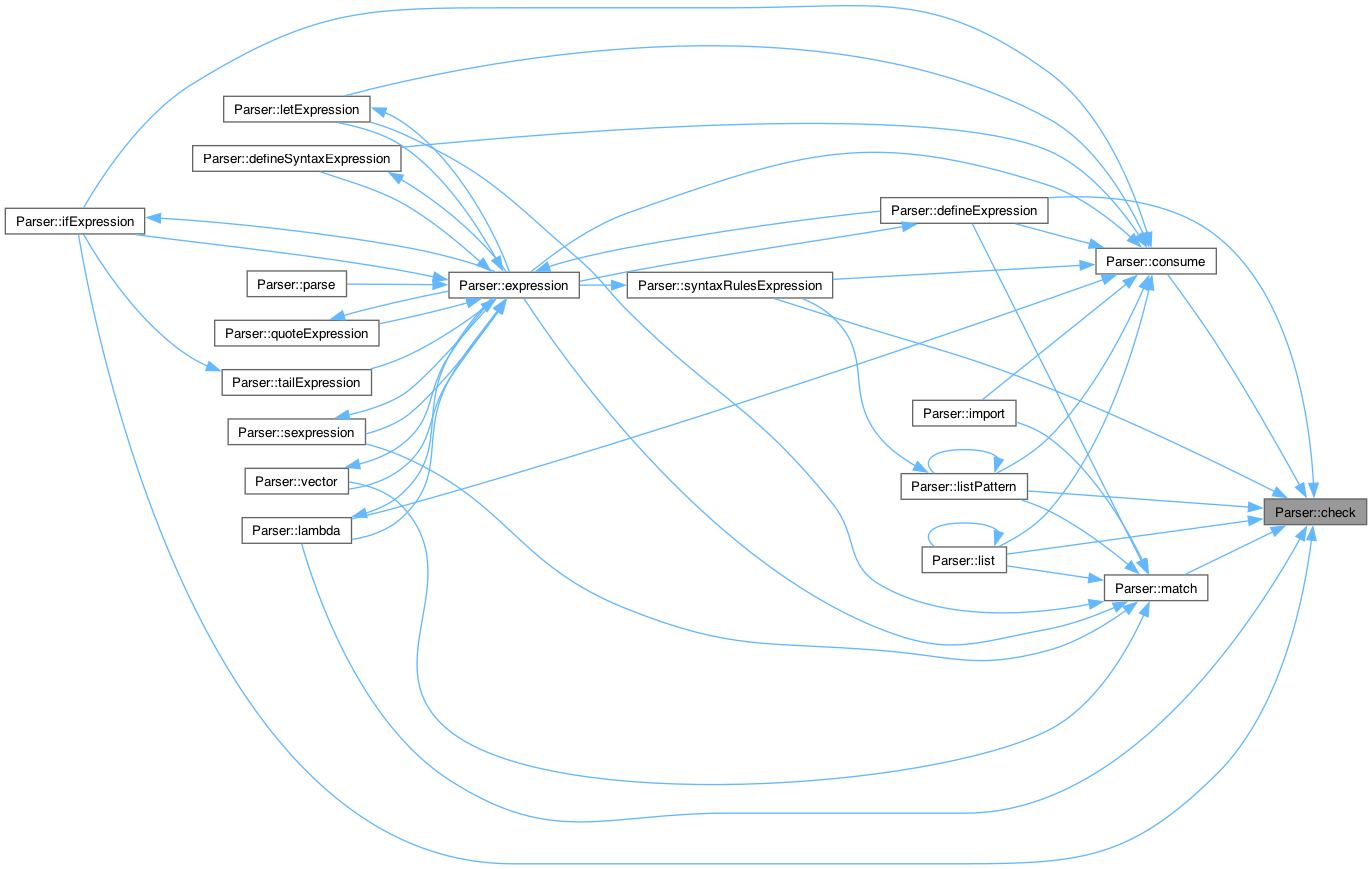 Parser::letExpression
Parser::defineSyntaxExpression
Parser::ifExpression
Parser::defineExpression
Parser::consume
Parser::parse
Parser::expression
Parser::syntaxRulesExpression
Parser::quoteExpression
Parser::tailExpression
Parser::import
Parser::sexpression
Parser::vector
Parser::listPattern
Parser::check
Parser::lambda
Parser::list
Parser::match